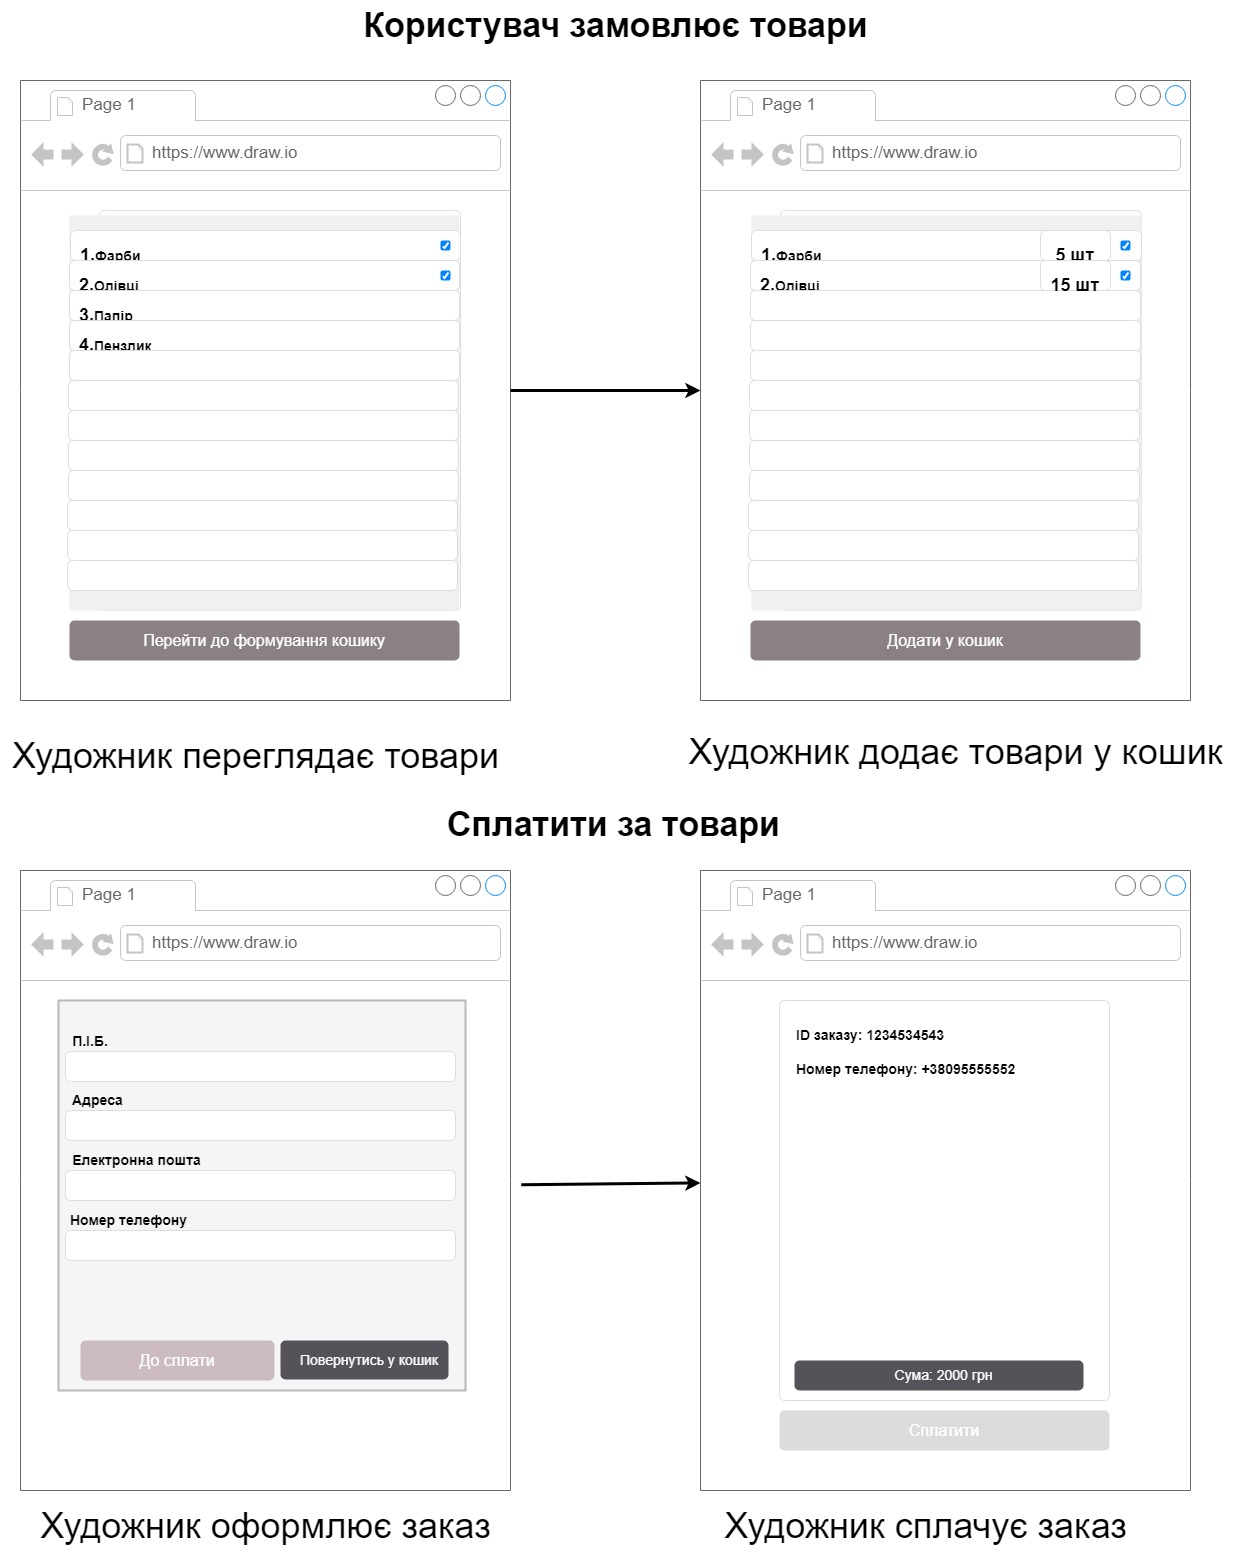 Користувач замовлює товари
Page 1
https://www.draw.io
1.Фарби
2.Олівці
3.Папір
4.Пензлик
Перейти до формування кошику
Художник переглядає товари
Page 1
https://www.draw.io
1.Фарби 5 шт
2.Олівці 15 шт
Додати у кошик
Художник додає товари у кошик
Сплатити за товари
Page 1
https://www.draw.io
П.І.Б.
Адреса
Електронна пошта
Номер телефону
До сплати
Повернутись у кошик
Художник оформлює заказ
Page 1
https://www.draw.io
ID заказу: 1234534543
Номер телефону: +38095555552
Сума: 2000 грн
Сплатити
Художник сплачує заказ